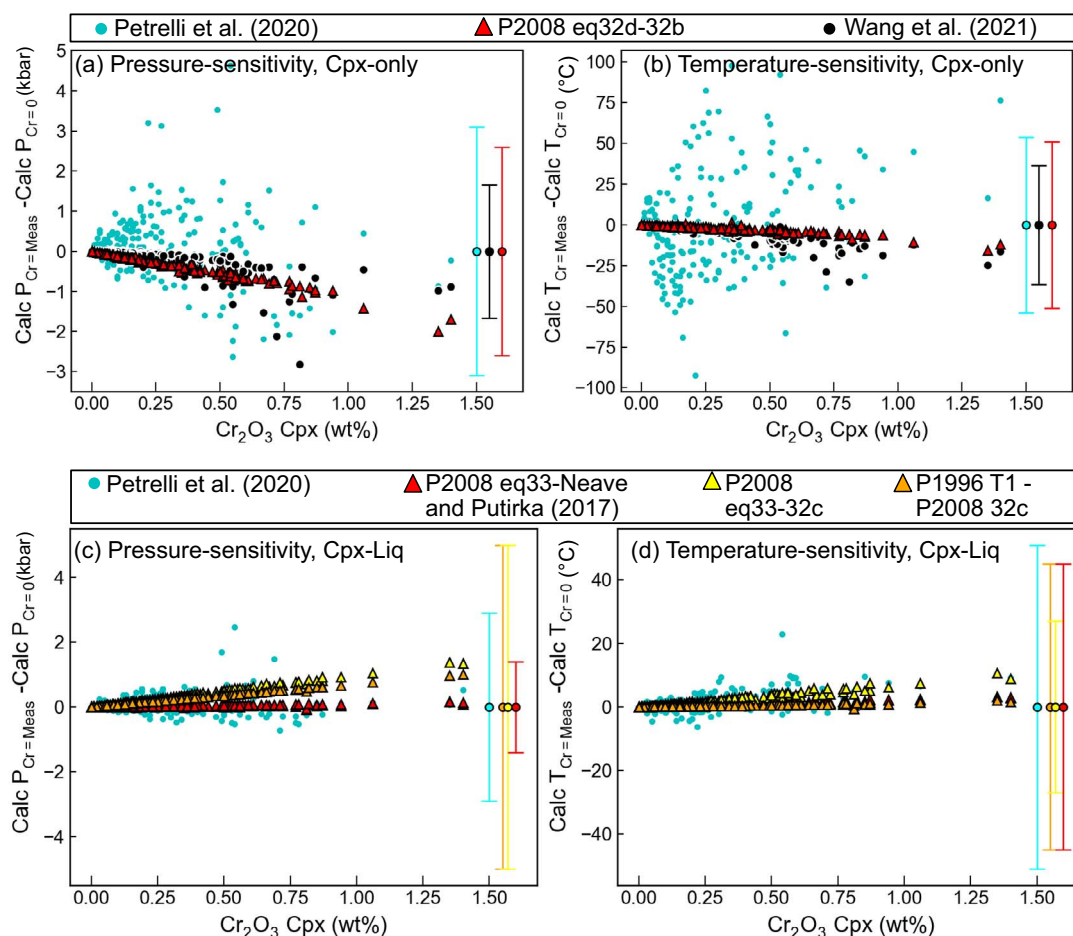 Petrelli et al. (2020) P2008 eq32d-32b Wang et al. (2021)
(a) Pressure-sensitivity, Cpx-only
(b) Temperature-sensitivity, Cpx-only
Calc P Cr=Meas -Calc P Cr=0 (kbar)
5
4
3
2
1
0
−1
−2
−3
0.00 0.25 0.50 0.75 1.00 1.25 1.50
Cr₂O₃ Cpx (wt%)
Calc T Cr=Meas -Calc T Cr=0 (°C)
100
75
50
25
0
−25
−50
−75
−100
0.00 0.25 0.50 0.75 1.00 1.25 1.50
Cr₂O₃ Cpx (wt%)
Petrelli et al. (2020) P2008 eq33-Neave P2008 P1996 T1 -
and Putirka (2017) eq33-32c P2008 32c
(c) Pressure-sensitivity, Cpx-Liq
(d) Temperature-sensitivity, Cpx-Liq
Calc P Cr=Meas -Calc P Cr=0 (kbar)
4
2
0
−2
−4
0.00 0.25 0.50 0.75 1.00 1.25 1.50
Cr₂O₃ Cpx (wt%)
Calc T Cr=Meas -Calc T Cr=0 (°C)
40
20
0
−20
−40
0.00 0.25 0.50 0.75 1.00 1.25 1.50
Cr₂O₃ Cpx (wt%)